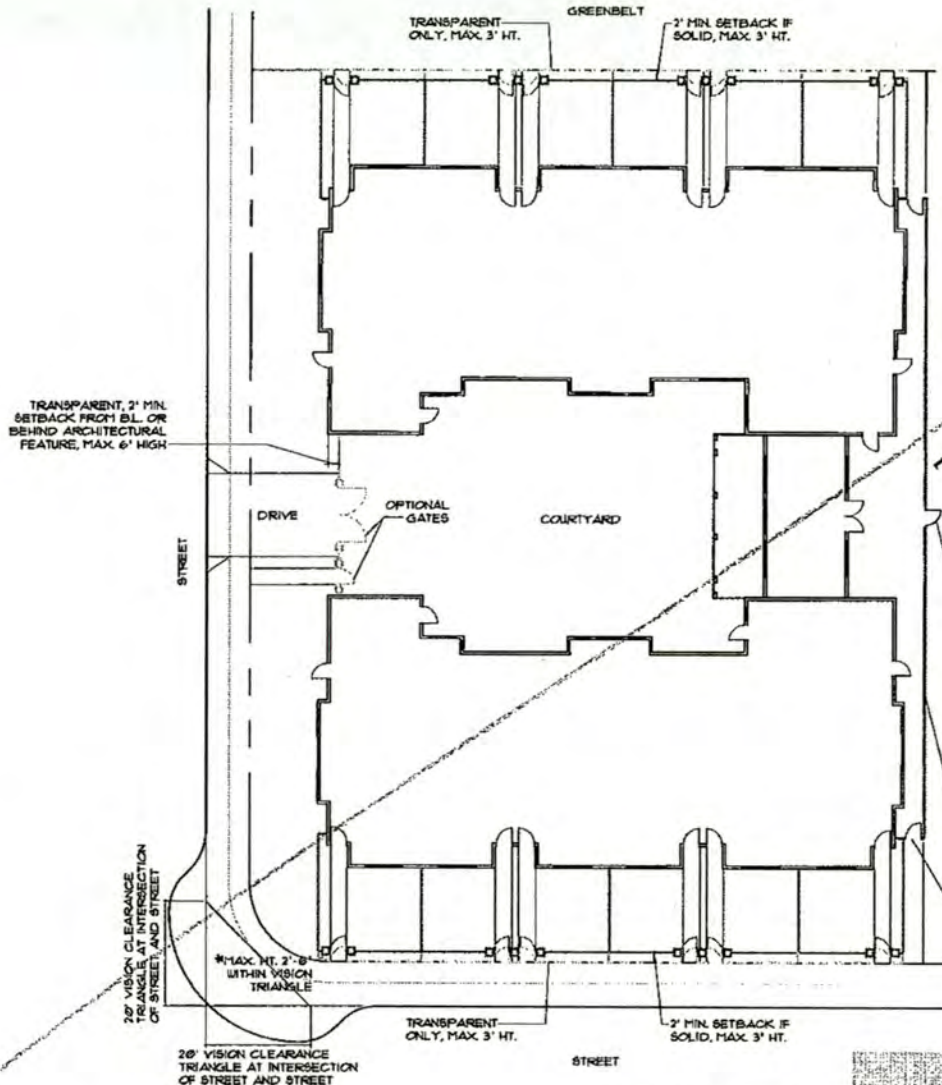 GREENBELT
TRANSPARENT
ONLY, MAX. 3' HT.
2' MIN. SETBACK IF
SOLID, MAX. 3' HT.
TRANSPARENT, 2' MIN.
SETBACK FROM B.L. OR
BEHIND ARCHITECTURAL
FEATURE, MAX. 6' HIGH
DRIVE
OPTIONAL
GATES
COURTYARD
STREET
20' VISION CLEARANCE
TRIANGLE AT INTERSECTION
OF STREET AND STREET
*MAX. HT. 2'-8"
WITHIN VISION
TRIANGLE
TRANSPARENT
ONLY, MAX. 3' HT.
2' MIN. SETBACK IF
SOLID, MAX. 3' HT.
20' VISION CLEARANCE
TRIANGLE AT INTERSECTION
OF STREET AND STREET
STREET